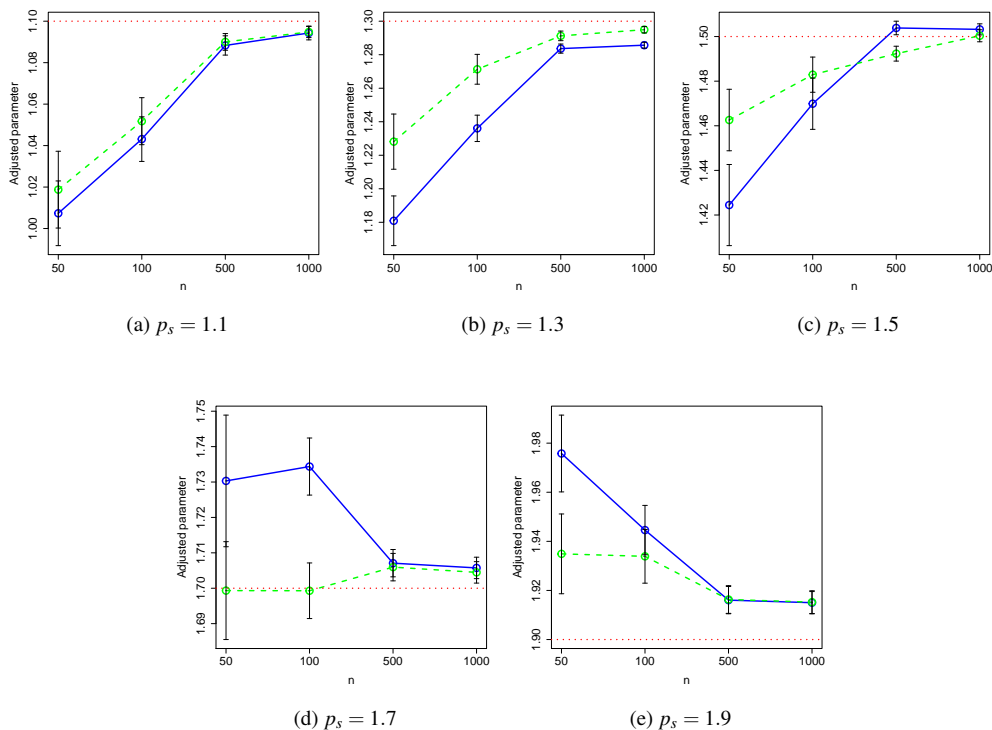 Adjusted parameter
1.00 1.02 1.04 1.06 1.08 1.10
50 100 500 1000
n
(a) p_s = 1.1
Adjusted parameter
1.18 1.20 1.22 1.24 1.26 1.28 1.30
50 100 500 1000
n
(b) p_s = 1.3
Adjusted parameter
1.42 1.44 1.46 1.48 1.50
50 100 500 1000
n
(c) p_s = 1.5
Adjusted parameter
1.69 1.70 1.71 1.72 1.73 1.74 1.75
50 100 500 1000
n
(d) p_s = 1.7
Adjusted parameter
1.90 1.92 1.94 1.96 1.98
50 100 500 1000
n
(e) p_s = 1.9